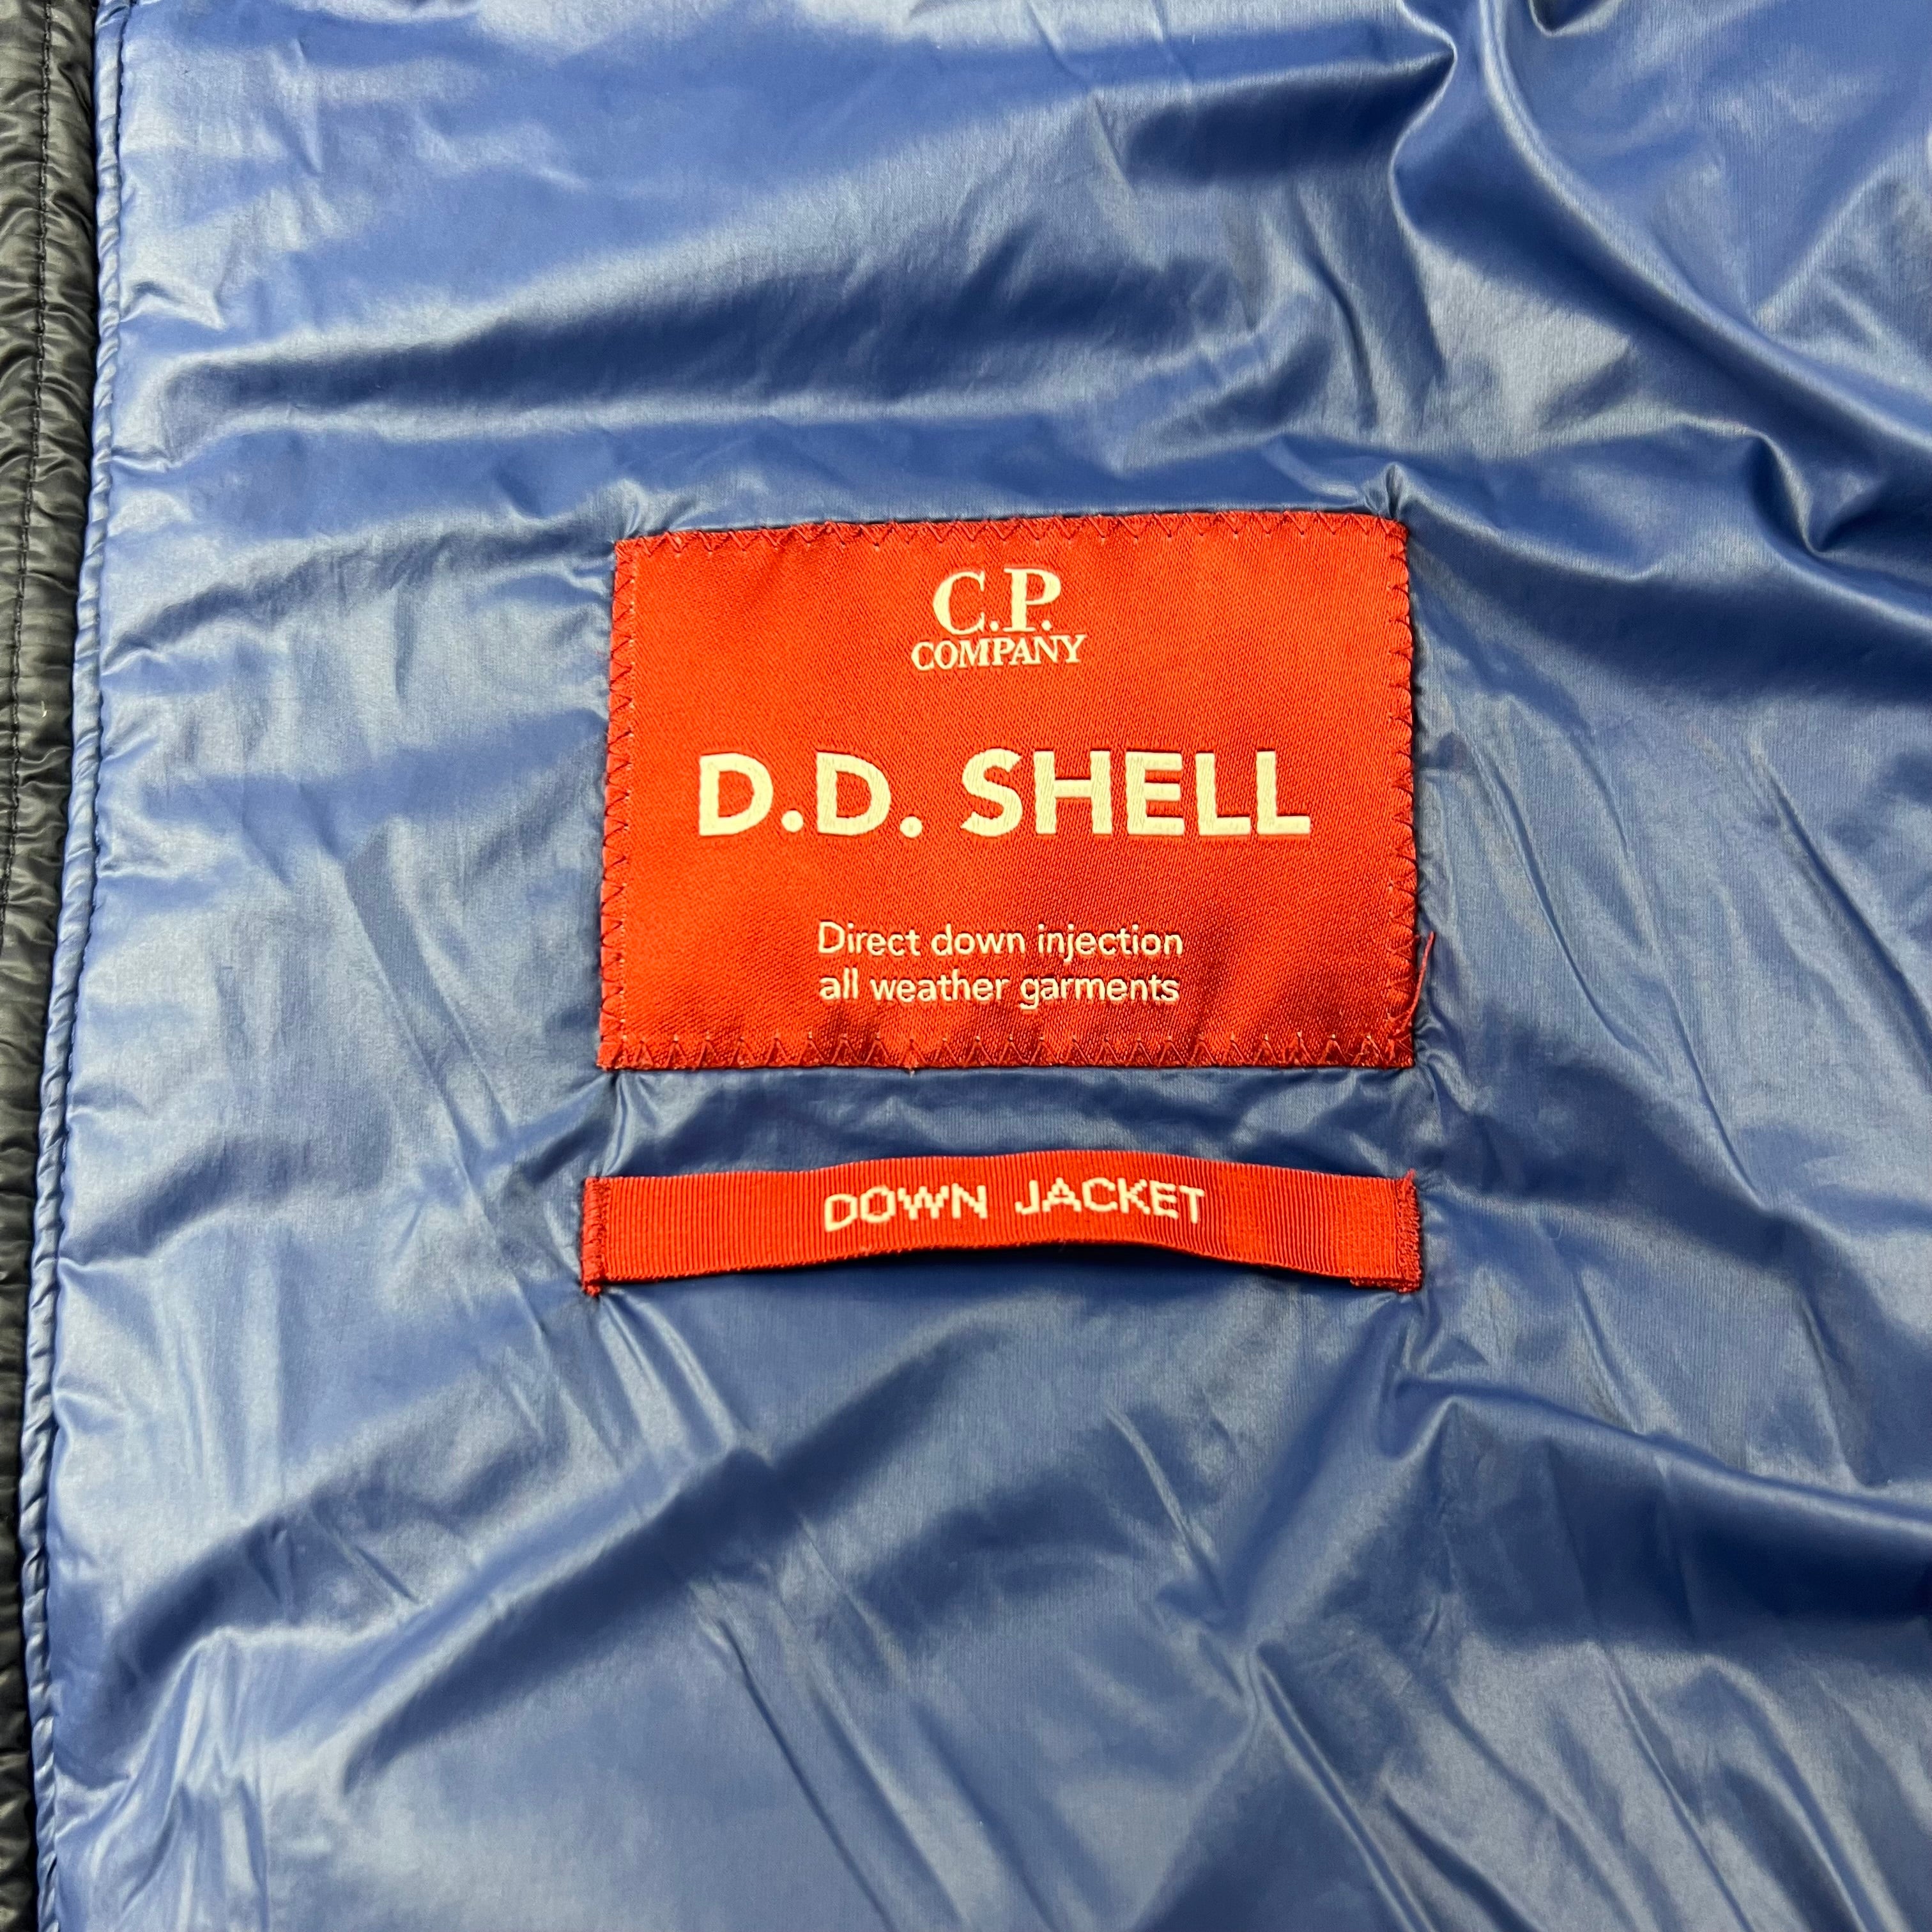 C.P.
COMPANY
D.D. SHELL
Direct down injection
all weather garments
DOWN JACKET